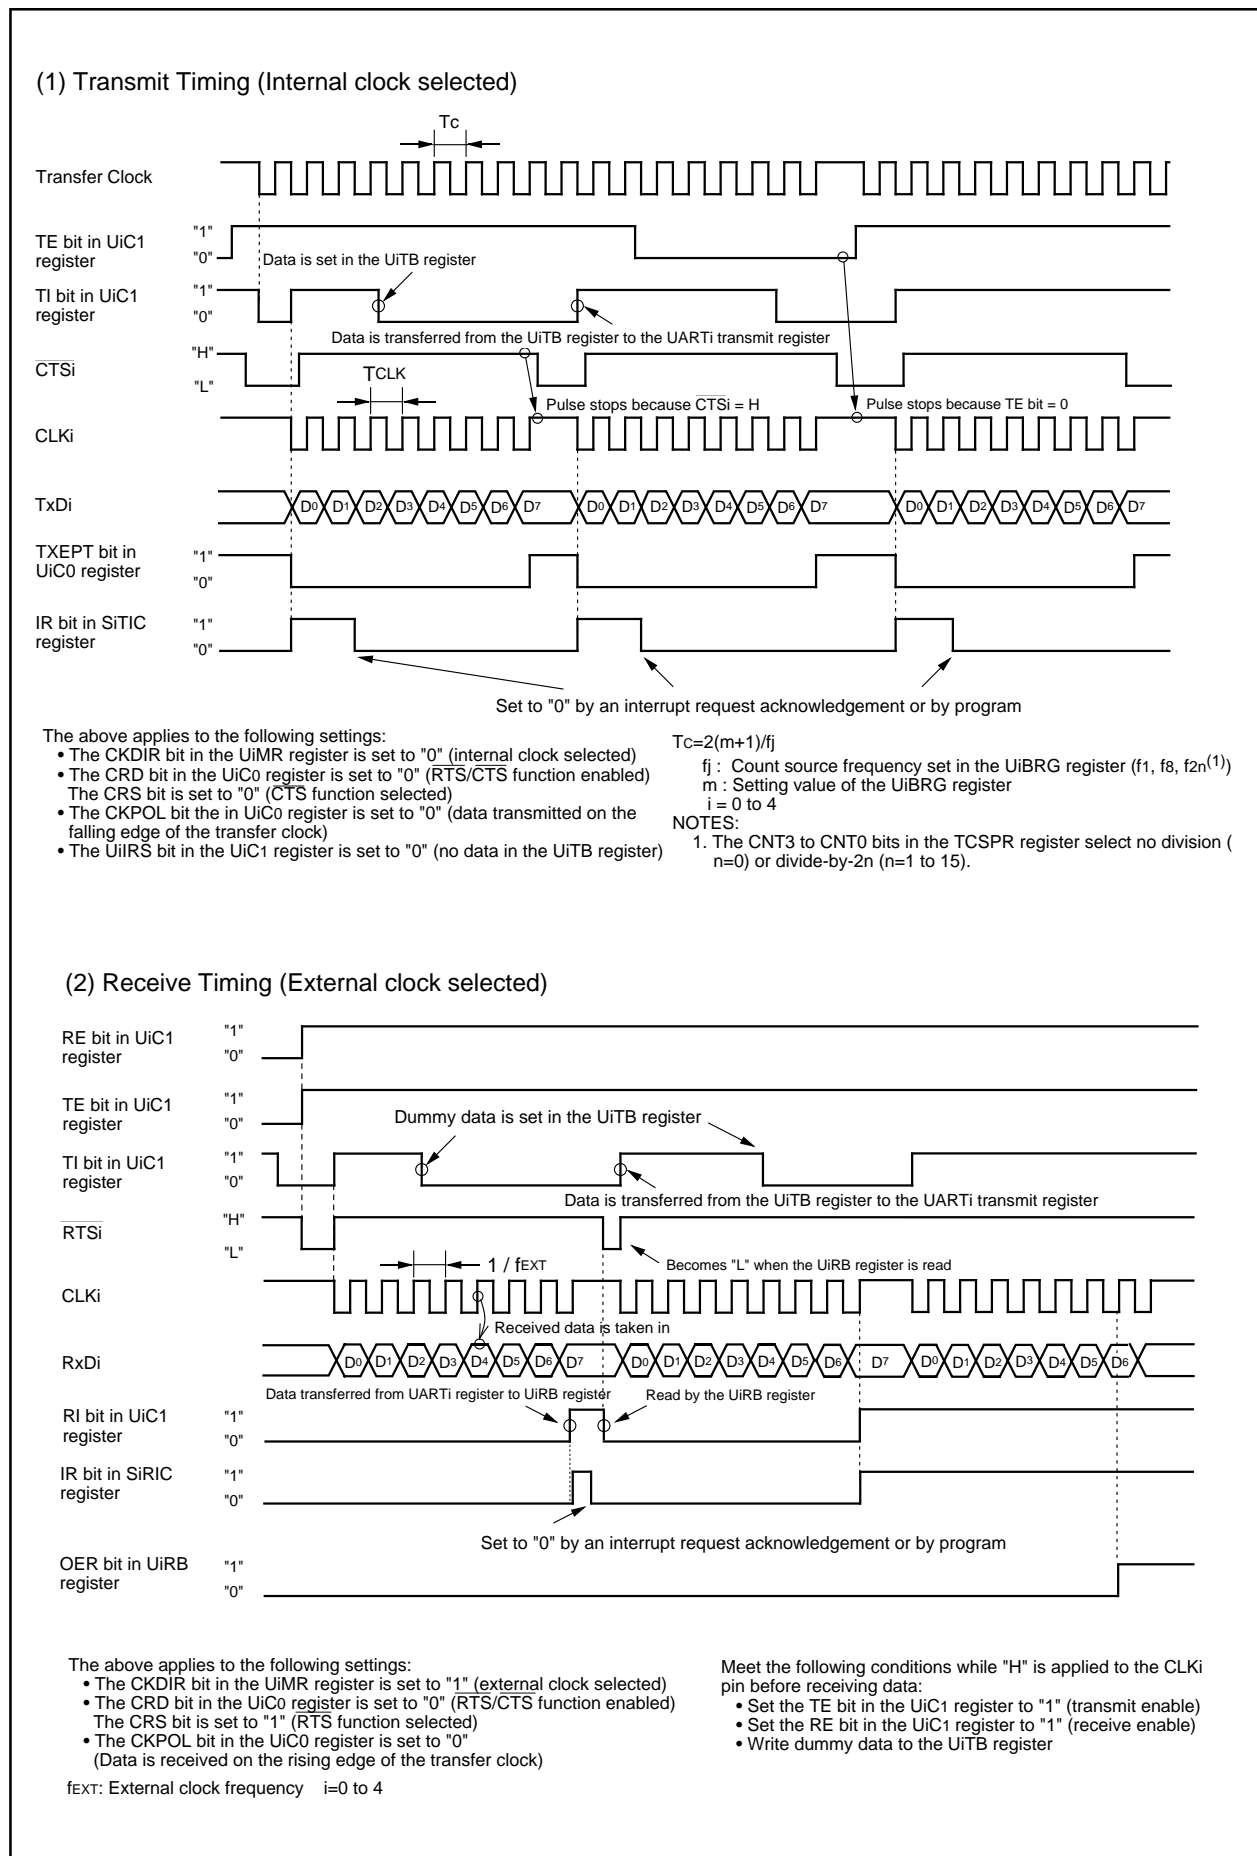 (1) Transmit Timing (Internal clock selected)
Tc
Transfer Clock
TE bit in UiC1
register
"1"
"0"
Data is set in the UiTB register
TI bit in UiC1
register
"1"
"0"
Data is transferred from the UiTB register to the UARTi transmit register
CTSi
"H"
"L"
TCLK
Pulse stops because CTSi = H
Pulse stops because TE bit = 0
CLKi
TxDi
D0 D1 D2 D3 D4 D5 D6 D7 D0 D1 D2 D3 D4 D5 D6 D7 D0 D1 D2 D3 D4 D5 D6 D7
TXEPT bit in
UiC0 register
"1"
"0"
IR bit in SiTIC
register
"1"
"0"
Set to "0" by an interrupt request acknowledgement or by program
The above applies to the following settings:
• The CKDIR bit in the UiMR register is set to "0" (internal clock selected)
• The CRD bit in the UiC0 register is set to "0" (RTS/CTS function enabled)
The CRS bit is set to "0" (CTS function selected)
• The CKPOL bit the in UiC0 register is set to "0" (data transmitted on the
falling edge of the transfer clock)
• The UiIRS bit in the UiC1 register is set to "0" (no data in the UiTB register)
TC=2(m+1)/fj
fj : Count source frequency set in the UiBRG register (f1, f8, f2n(1))
m : Setting value of the UiBRG register
i = 0 to 4
NOTES:
1. The CNT3 to CNT0 bits in the TCSPR register select no division (
n=0) or divide-by-2n (n=1 to 15).
(2) Receive Timing (External clock selected)
RE bit in UiC1
register
"1"
"0"
TE bit in UiC1
register
"1"
"0"
Dummy data is set in the UiTB register
TI bit in UiC1
register
"1"
"0"
Data is transferred from the UiTB register to the UARTi transmit register
RTSi
"H"
"L"
1 / fEXT
Becomes "L" when the UiRB register is read
CLKi
Received data is taken in
RxDi
D0 D1 D2 D3 D4 D5 D6 D7 D0 D1 D2 D3 D4 D5 D6 D7 D0 D1 D2 D3 D4 D5 D6
Data transferred from UARTi register to UiRB register
Read by the UiRB register
RI bit in UiC1
register
"1"
"0"
IR bit in SiRIC
register
"1"
"0"
Set to "0" by an interrupt request acknowledgement or by program
OER bit in UiRB
register
"1"
"0"
The above applies to the following settings:
• The CKDIR bit in the UiMR register is set to "1" (external clock selected)
• The CRD bit in the UiC0 register is set to "0" (RTS/CTS function enabled)
The CRS bit is set to "1" (RTS function selected)
• The CKPOL bit in the UiC0 register is set to "0"
(Data is received on the rising edge of the transfer clock)
fEXT: External clock frequency i=0 to 4
Meet the following conditions while "H" is applied to the CLKi
pin before receiving data:
• Set the TE bit in the UiC1 register to "1" (transmit enable)
• Set the RE bit in the UiC1 register to "1" (receive enable)
• Write dummy data to the UiTB register